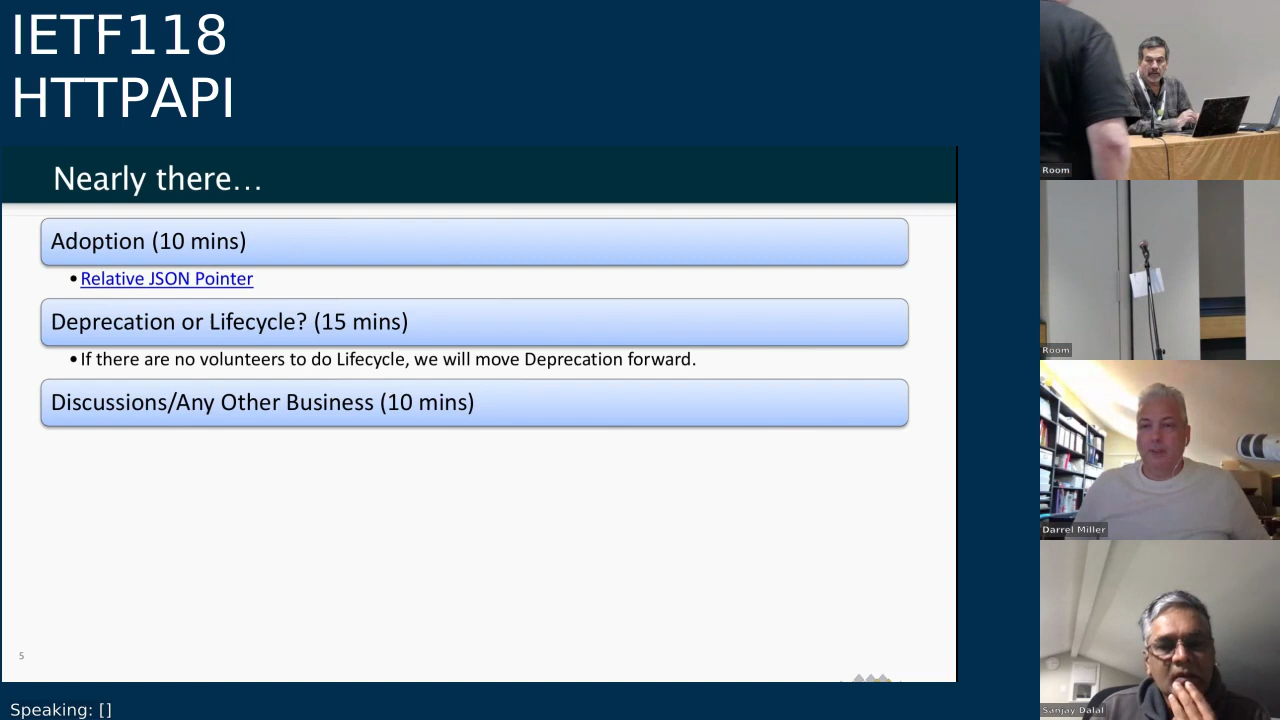 IETF118
HTTPAPI
Nearly there…
Adoption (10 mins)
•Relative JSON Pointer
Deprecation or Lifecycle? (15 mins)
•If there are no volunteers to do Lifecycle, we will move Deprecation forward.
Discussions/Any Other Business (10 mins)
5
Speaking: []
Room
Room
Darrel Miller
Sanjay Dalal